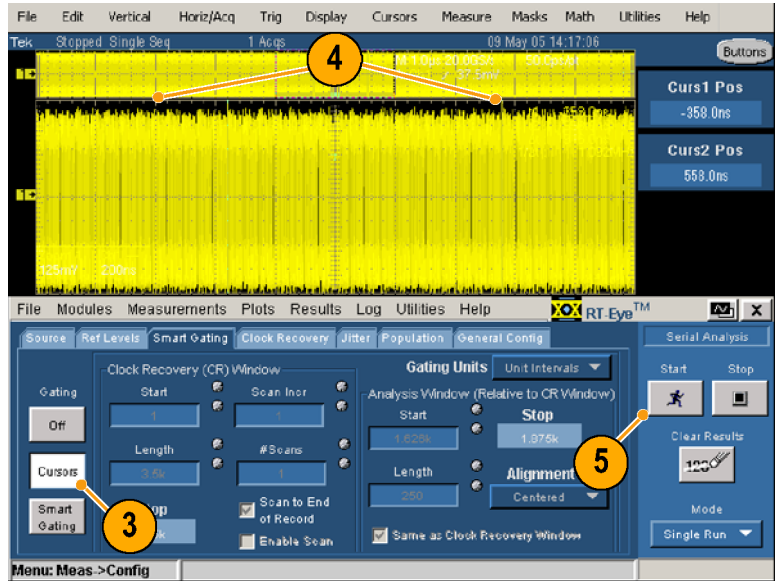 File Edit Vertical Horiz/Acq Trig Display Cursors Measure Masks Math Utilities Help
Tek Stopped Single Seq 1 Acqs 09 May 05 14:17:06
Buttons
4
Curs1 Pos
-358.0ns
Curs2 Pos
558.0ns
125mV 200ns
File Modules Measurements Plots Results Log Utilities Help RT-Eye™ X
Source Ref Levels Smart Gating Clock Recovery Jitter Population General Config
Serial Analysis
Gating
Off
Cursors
Smart Gating
3
Clock Recovery (CR) Window
Start
1
Scan Incr
1
Length
3.5k
#Scans
1
Scan to End of Record
Enable Scan
Gating Units Unit Intervals
Analysis Window (Relative to CR Window)
Start
1.626k
Stop
1.875k
Length
250
Alignment
Centered
Same as Clock Recovery Window
5
Start Stop
Clear Results
123
Mode
Single Run
Menu: Meas->Config